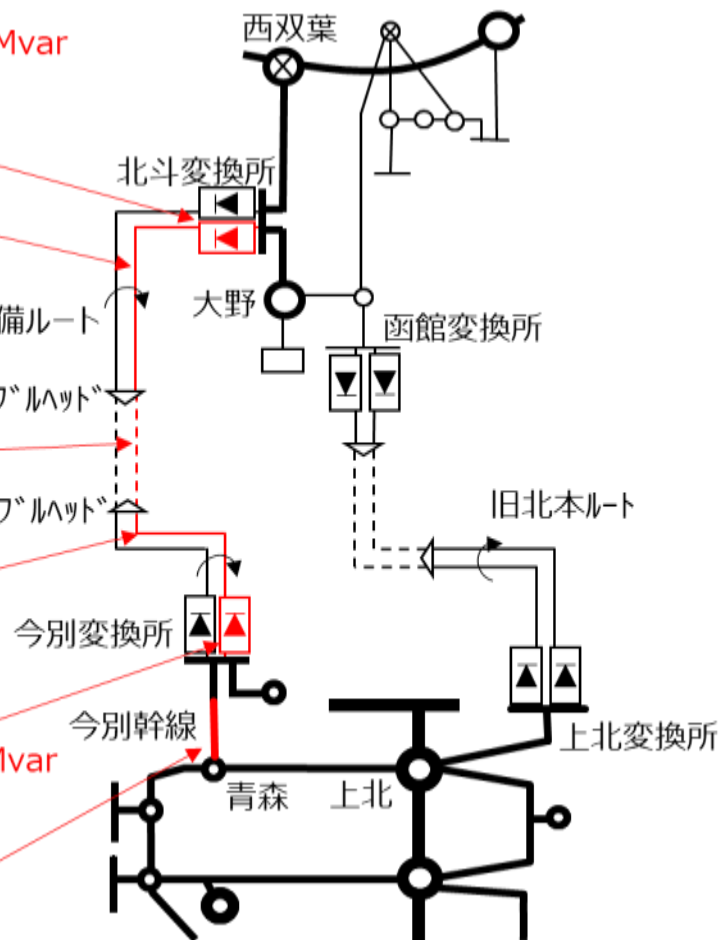 Mvar
西双葉
北斗変換所
大野
函館変換所
備ルート
ﾌﾞﾙﾍｯﾄﾞ
ﾌﾞﾙﾍｯﾄﾞ
旧北本ﾙｰﾄ
今別変換所
今別幹線
上北変換所
Mvar
青森
上北